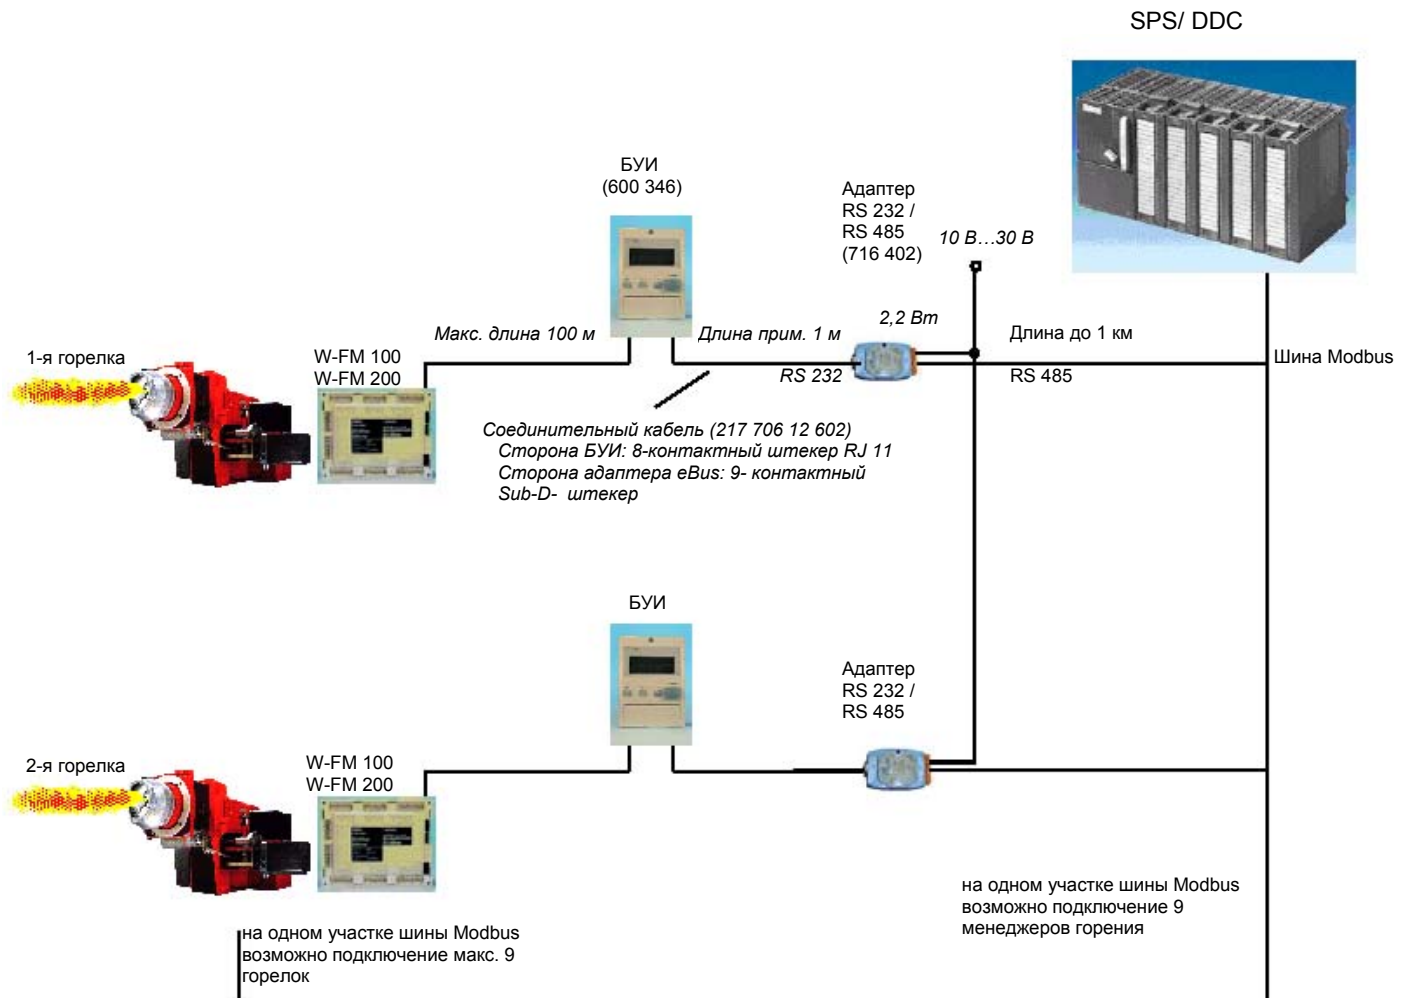 SPS/ DDC
БУИ
(600 346)
Адаптер
RS 232 /
RS 485
(716 402)
10 В…30 В
2,2 Вт
Макс. длина 100 м
Длина прим. 1 м
Длина до 1 км
1-я горелка
W-FM 100
W-FM 200
RS 232
RS 485
Шина Modbus
Соединительный кабель (217 706 12 602)
Сторона БУИ: 8-контактный штекер RJ 11
Сторона адаптера eBus: 9- контактный
Sub-D- штекер
БУИ
Адаптер
RS 232 /
RS 485
2-я горелка
W-FM 100
W-FM 200
на одном участке шины Modbus
возможно подключение 9
менеджеров горения
на одном участке шины Modbus
возможно подключение макс. 9
горелок